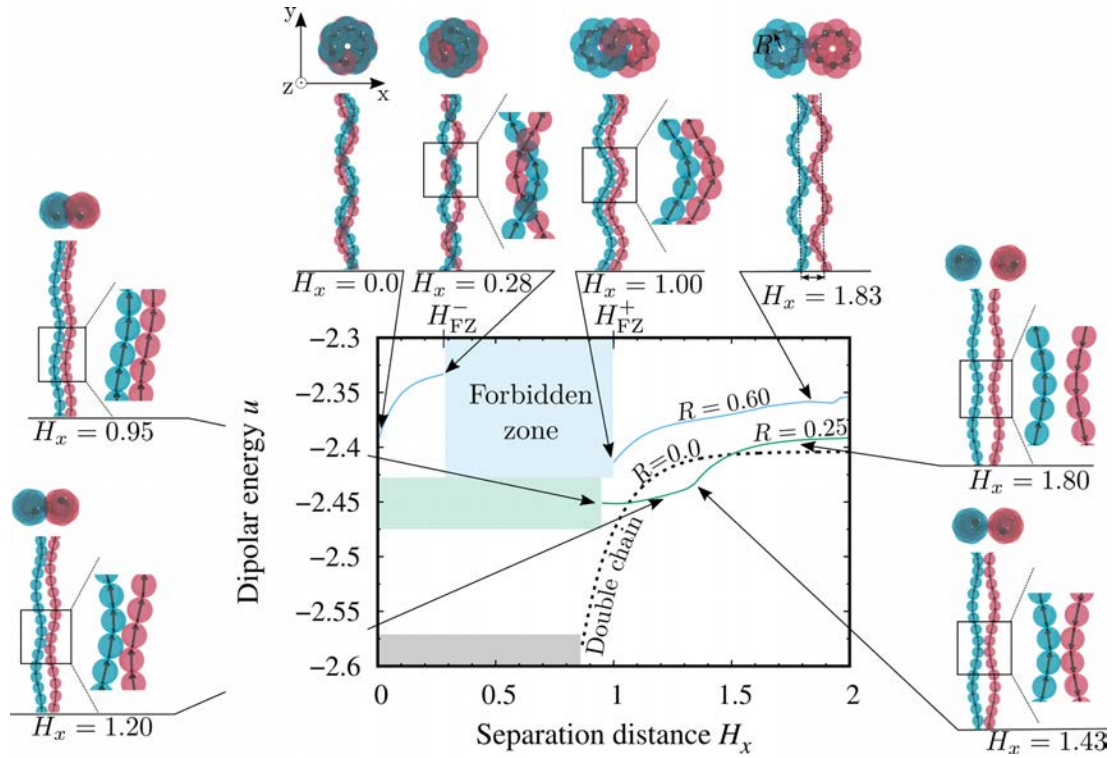 y
z
x
R
H_x = 0.0
H_x = 0.28
H_x = 1.00
H_x = 1.83
H_FZ^-
H_FZ^+
H_x = 0.95
H_x = 1.20
H_x = 1.80
H_x = 1.43
Dipolar energy u
−2.3
−2.35
−2.4
−2.45
−2.5
−2.55
−2.6
Forbidden
zone
R = 0.60
R = 0.25
R=0.0
Double chain
0
0.5
1
1.5
2
Separation distance H_x